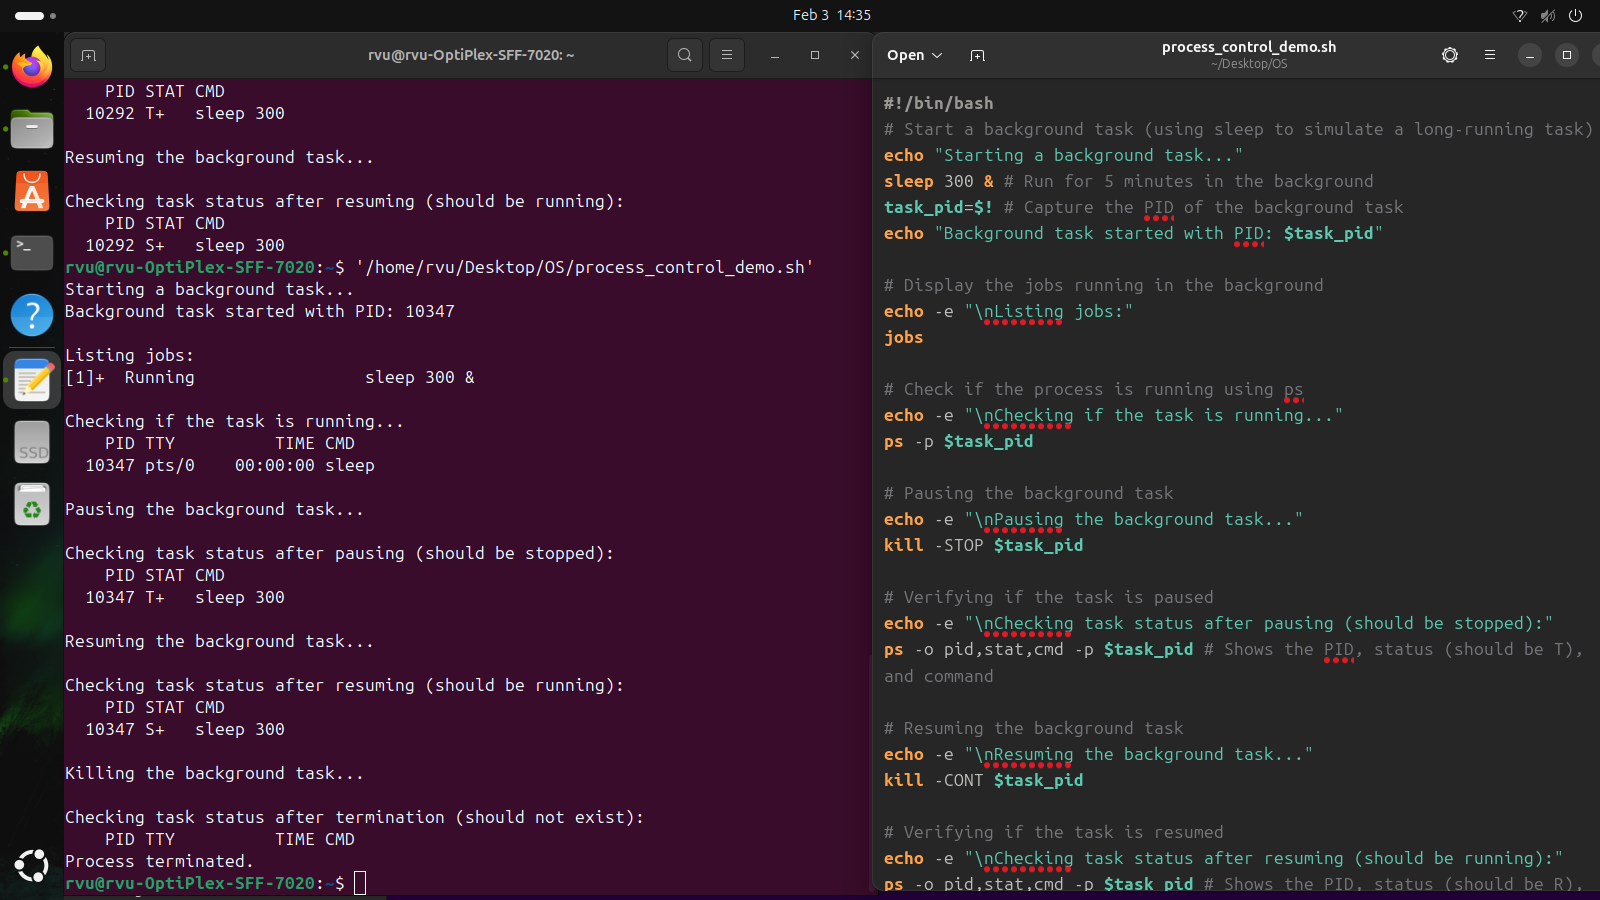 Feb 3 14:35
rvu@rvu-OptiPlex-SFF-7020: ~
PID STAT CMD
10292 T+ sleep 300
Resuming the background task...
Checking task status after resuming (should be running):
PID STAT CMD
10292 S+ sleep 300
rvu@rvu-OptiPlex-SFF-7020:~$ '/home/rvu/Desktop/OS/process_control_demo.sh'
Starting a background task...
Background task started with PID: 10347
Listing jobs:
[1]+ Running sleep 300 &
Checking if the task is running...
PID TTY TIME CMD
10347 pts/0 00:00:00 sleep
Pausing the background task...
Checking task status after pausing (should be stopped):
PID STAT CMD
10347 T+ sleep 300
Resuming the background task...
Checking task status after resuming (should be running):
PID STAT CMD
10347 S+ sleep 300
Killing the background task...
Checking task status after termination (should not exist):
PID TTY TIME CMD
Process terminated.
rvu@rvu-OptiPlex-SFF-7020:~$
SSD
Open
process_control_demo.sh
~/Desktop/OS
#!/bin/bash
# Start a background task (using sleep to simulate a long-running task)
echo "Starting a background task..."
sleep 300 & # Run for 5 minutes in the background
task_pid=$! # Capture the PID of the background task
echo "Background task started with PID: $task_pid"
# Display the jobs running in the background
echo -e "\nListing jobs:"
jobs
# Check if the process is running using ps
echo -e "\nChecking if the task is running..."
ps -p $task_pid
# Pausing the background task
echo -e "\nPausing the background task..."
kill -STOP $task_pid
# Verifying if the task is paused
echo -e "\nChecking task status after pausing (should be stopped):"
ps -o pid,stat,cmd -p $task_pid # Shows the PID, status (should be T),
and command
# Resuming the background task
echo -e "\nResuming the background task..."
kill -CONT $task_pid
# Verifying if the task is resumed
echo -e "\nChecking task status after resuming (should be running):"
ps -o pid,stat,cmd -p $task_pid # Shows the PID, status (should be R),